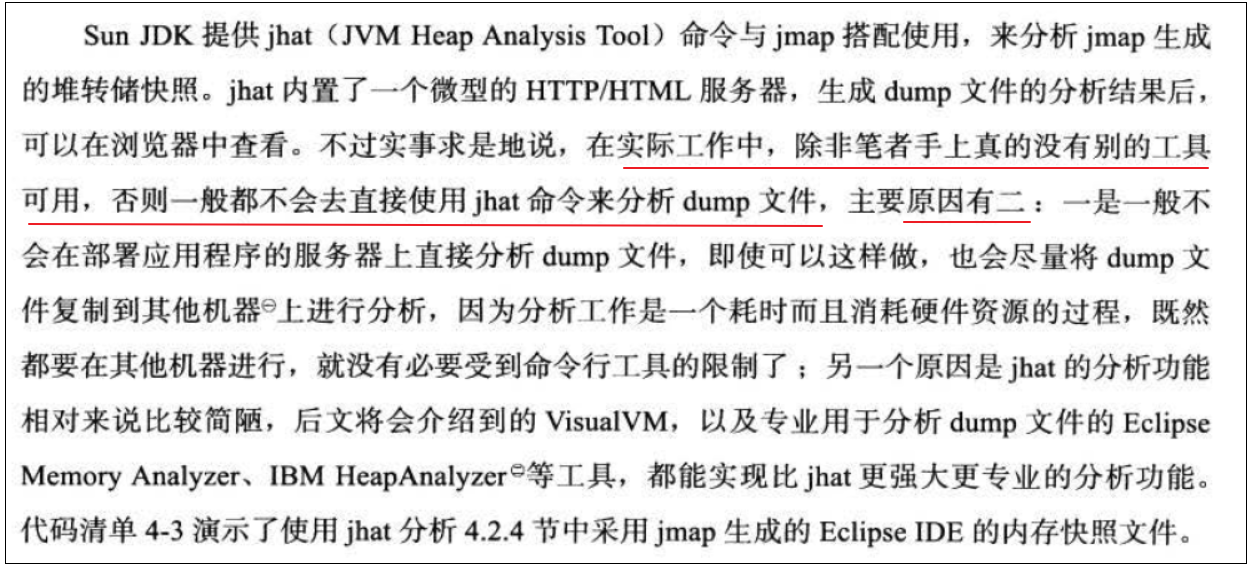 Sun JDK 提供 jhat（JVM Heap Analysis Tool）命令与 jmap 搭配使用，来分析 jmap 生成
的堆转储快照。jhat 内置了一个微型的 HTTP/HTML 服务器，生成 dump 文件的分析结果后，
可以在浏览器中查看。不过实事求是地说，在实际工作中，除非笔者手上真的没有别的工具
可用，否则一般都不会去直接使用 jhat 命令来分析 dump 文件，主要原因有二：一是一般不
会在部署应用程序的服务器上直接分析 dump 文件，即使可以这样做，也会尽量将 dump 文
件复制到其他机器㊀上进行分析，因为分析工作是一个耗时而且消耗硬件资源的过程，既然
都要在其他机器进行，就没有必要受到命令行工具的限制了；另一个原因是 jhat 的分析功能
相对来说比较简陋，后文将会介绍到的 VisualVM，以及专业用于分析 dump 文件的 Eclipse
Memory Analyzer、IBM HeapAnalyzer㊁等工具，都能实现比 jhat 更强大更专业的分析功能。
代码清单 4-3 演示了使用 jhat 分析 4.2.4 节中采用 jmap 生成的 Eclipse IDE 的内存快照文件。